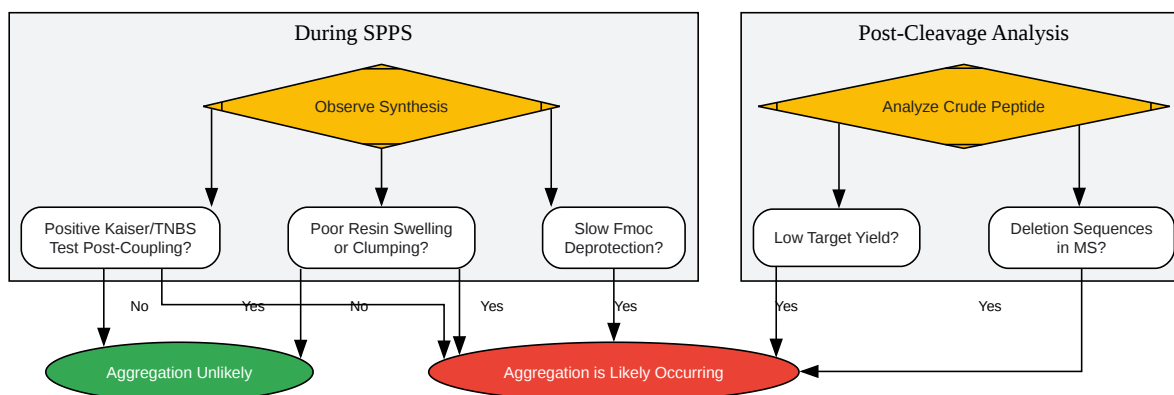 During SPPS
Post-Cleavage Analysis
Observe Synthesis
Analyze Crude Peptide
Positive Kaiser/TNBS
Test Post-Coupling?
Poor Resin Swelling
or Clumping?
Slow Fmoc
Deprotection?
Low Target Yield?
Deletion Sequences
in MS?
No
Yes
No
Yes
Yes
Yes
Yes
Aggregation Unlikely
Aggregation is Likely Occurring